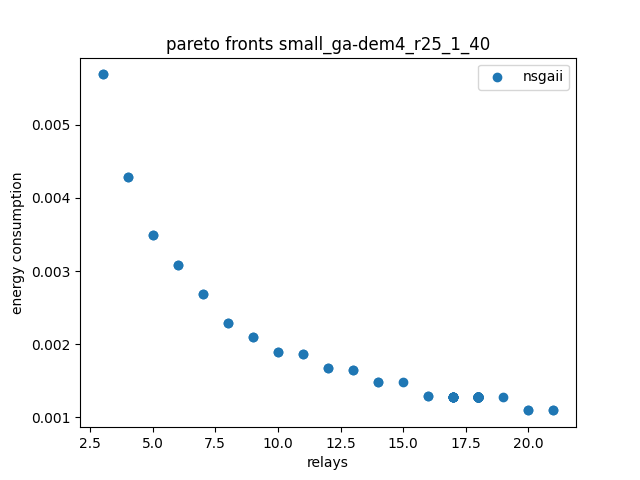 pareto fronts small_ga-dem4_r25_1_40
nsgaii
0.005
0.004
0.003
0.002
0.001
energy consumption
2.5 5.0 7.5 10.0 12.5 15.0 17.5 20.0
relays